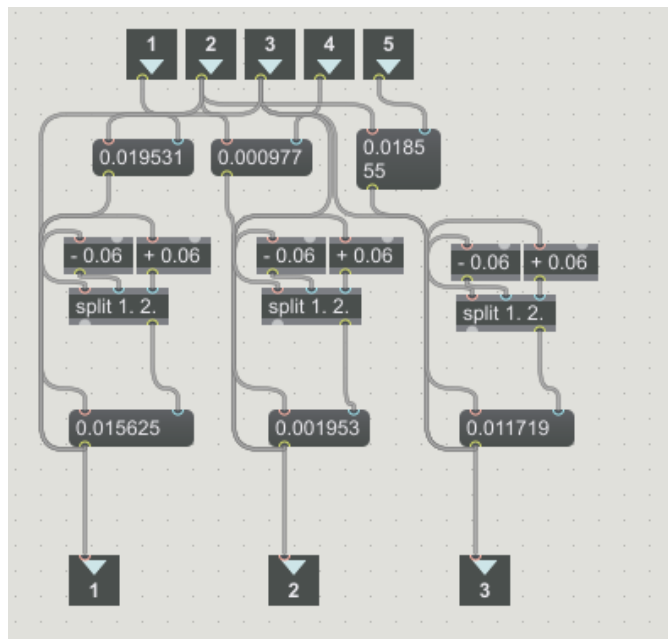 1 2 3 4 5
0.019531 0.000977 0.0185
55
- 0.06 + 0.06 - 0.06 + 0.06 - 0.06 + 0.06
split 1. 2. split 1. 2. split 1. 2.
0.015625 0.001953 0.011719
1 2 3